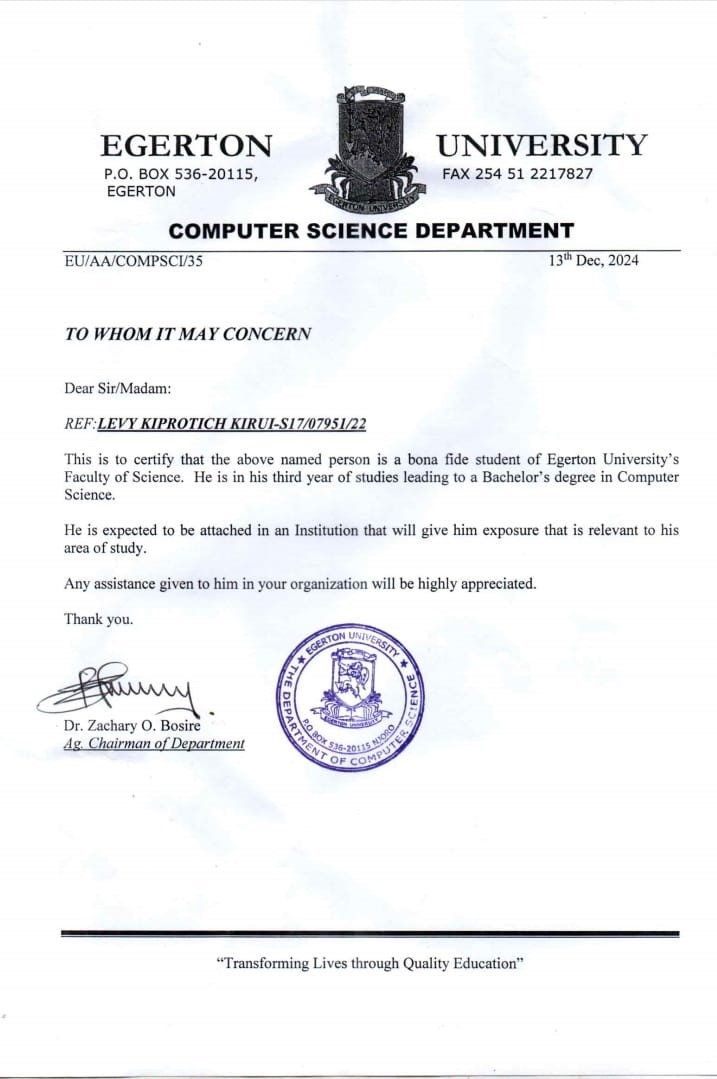 EGERTON UNIVERSITY
P.O. BOX 536-20115,
EGERTON
FAX 254 51 2217827
EGERTON UNIVERSITY
COMPUTER SCIENCE DEPARTMENT
EU/AA/COMPSCI/35
13th Dec, 2024
TO WHOM IT MAY CONCERN
Dear Sir/Madam:
REF:LEVY KIPROTICH KIRUI-S17/07951/22
This is to certify that the above named person is a bona fide student of Egerton University's
Faculty of Science. He is in his third year of studies leading to a Bachelor's degree in Computer
Science.
He is expected to be attached in an Institution that will give him exposure that is relevant to his
area of study.
Any assistance given to him in your organization will be highly appreciated.
Thank you.
Dr. Zachary O. Bosire
Ag. Chairman of Department
★ EGERTON UNIVERSITY ★
THE DEPARTMENT OF COMPUTER SCIENCE
EGERTON UNIVERSITY
P.O BOX 536-20115 NJORO
“Transforming Lives through Quality Education”